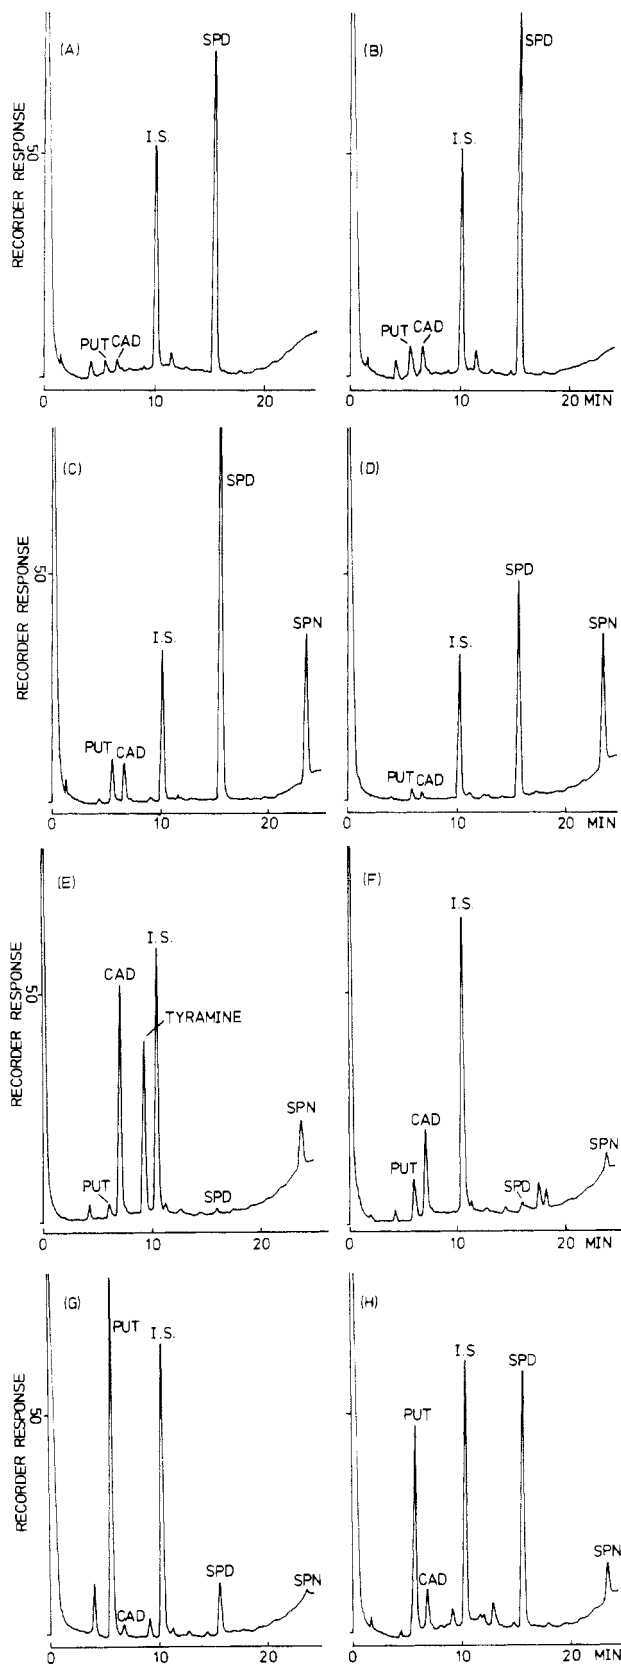 (A)
SPD
I.S.
PUT
CAD
50
RECORDER RESPONSE
0
10
20
(B)
SPD
I.S.
PUT
CAD
0
10
20 MIN
(C)
SPD
I.S.
SPN
PUT
CAD
50
RECORDER RESPONSE
0
10
20
(D)
SPD
SPN
I.S.
PUT
CAD
0
10
20 MIN
(E)
I.S.
CAD
TYRAMINE
SPN
PUT
SPD
50
RECORDER RESPONSE
0
10
20
(F)
I.S.
CAD
PUT
SPD
SPN
0
10
20 MIN
(G)
PUT
I.S.
SPD
SPN
CAD
50
RECORDER RESPONSE
0
10
20
(H)
I.S.
SPD
PUT
CAD
SPN
0
10
20 MIN